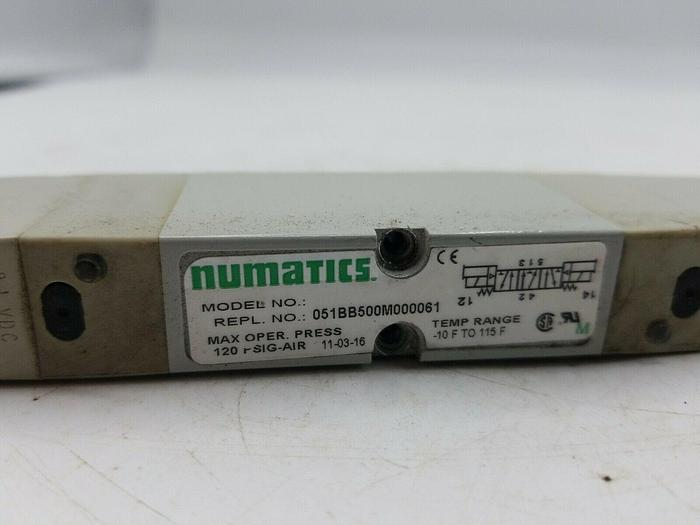 numatics.
MODEL NO.:
REPL. NO.: 051BB500M000061
MAX OPER. PRESS
120 PSIG-AIR 11-03-16
TEMP RANGE
-10 F TO 115 F
CE
5 1 3
4 2
12
14
M
VDC